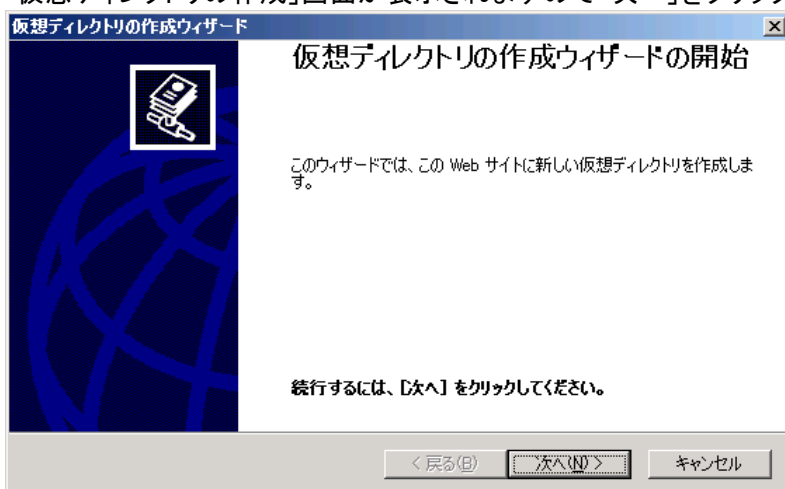 仮想ディレクトリの作成ウィザード
仮想ディレクトリの作成ウィザードの開始
このウィザードでは、この Web サイトに新しい仮想ディレクトリを作成しま
す。
続行するには、[次へ] をクリックしてください。
< 戻る(B)
次へ(N) >
キャンセル